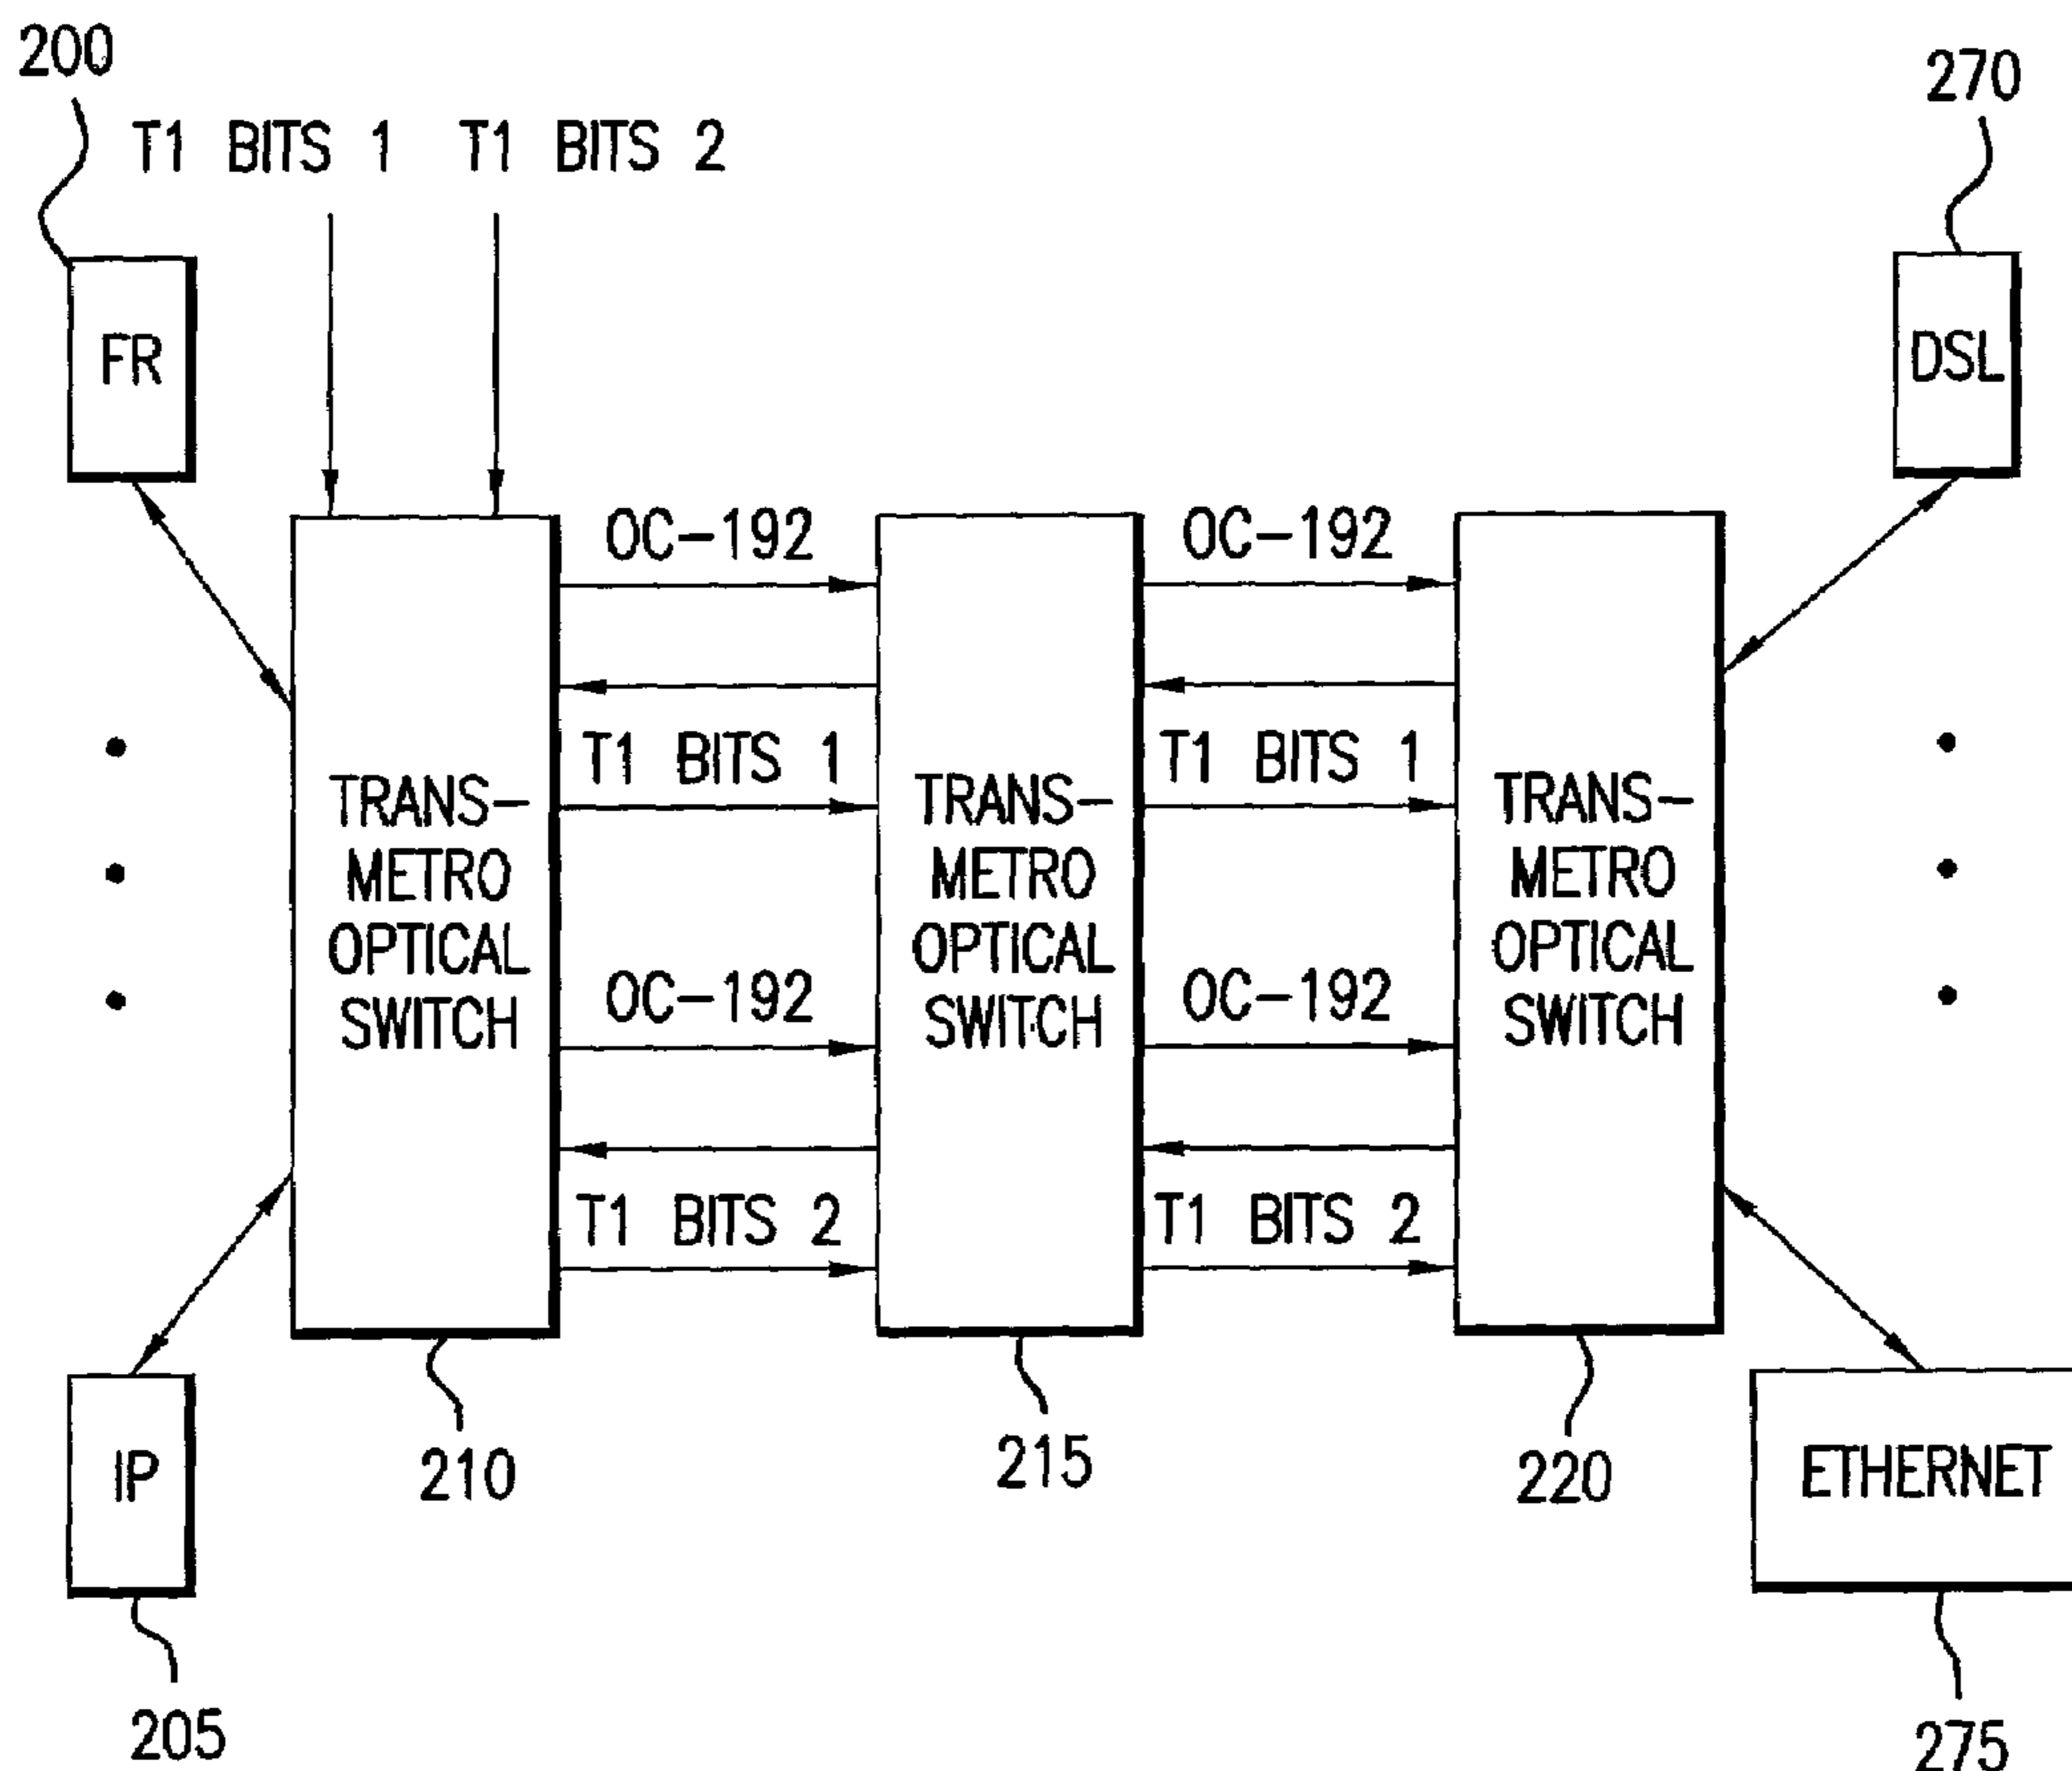 200
270
T1 BITS 1
T1 BITS 2
FR
DSL
OC-192
OC-192
T1 BITS 1
T1 BITS 1
TRANS-
METRO
OPTICAL
SWITCH
TRANS-
METRO
OPTICAL
SWITCH
TRANS-
METRO
OPTICAL
SWITCH
OC-192
OC-192
T1 BITS 2
T1 BITS 2
IP
210
215
220
ETHERNET
205
275